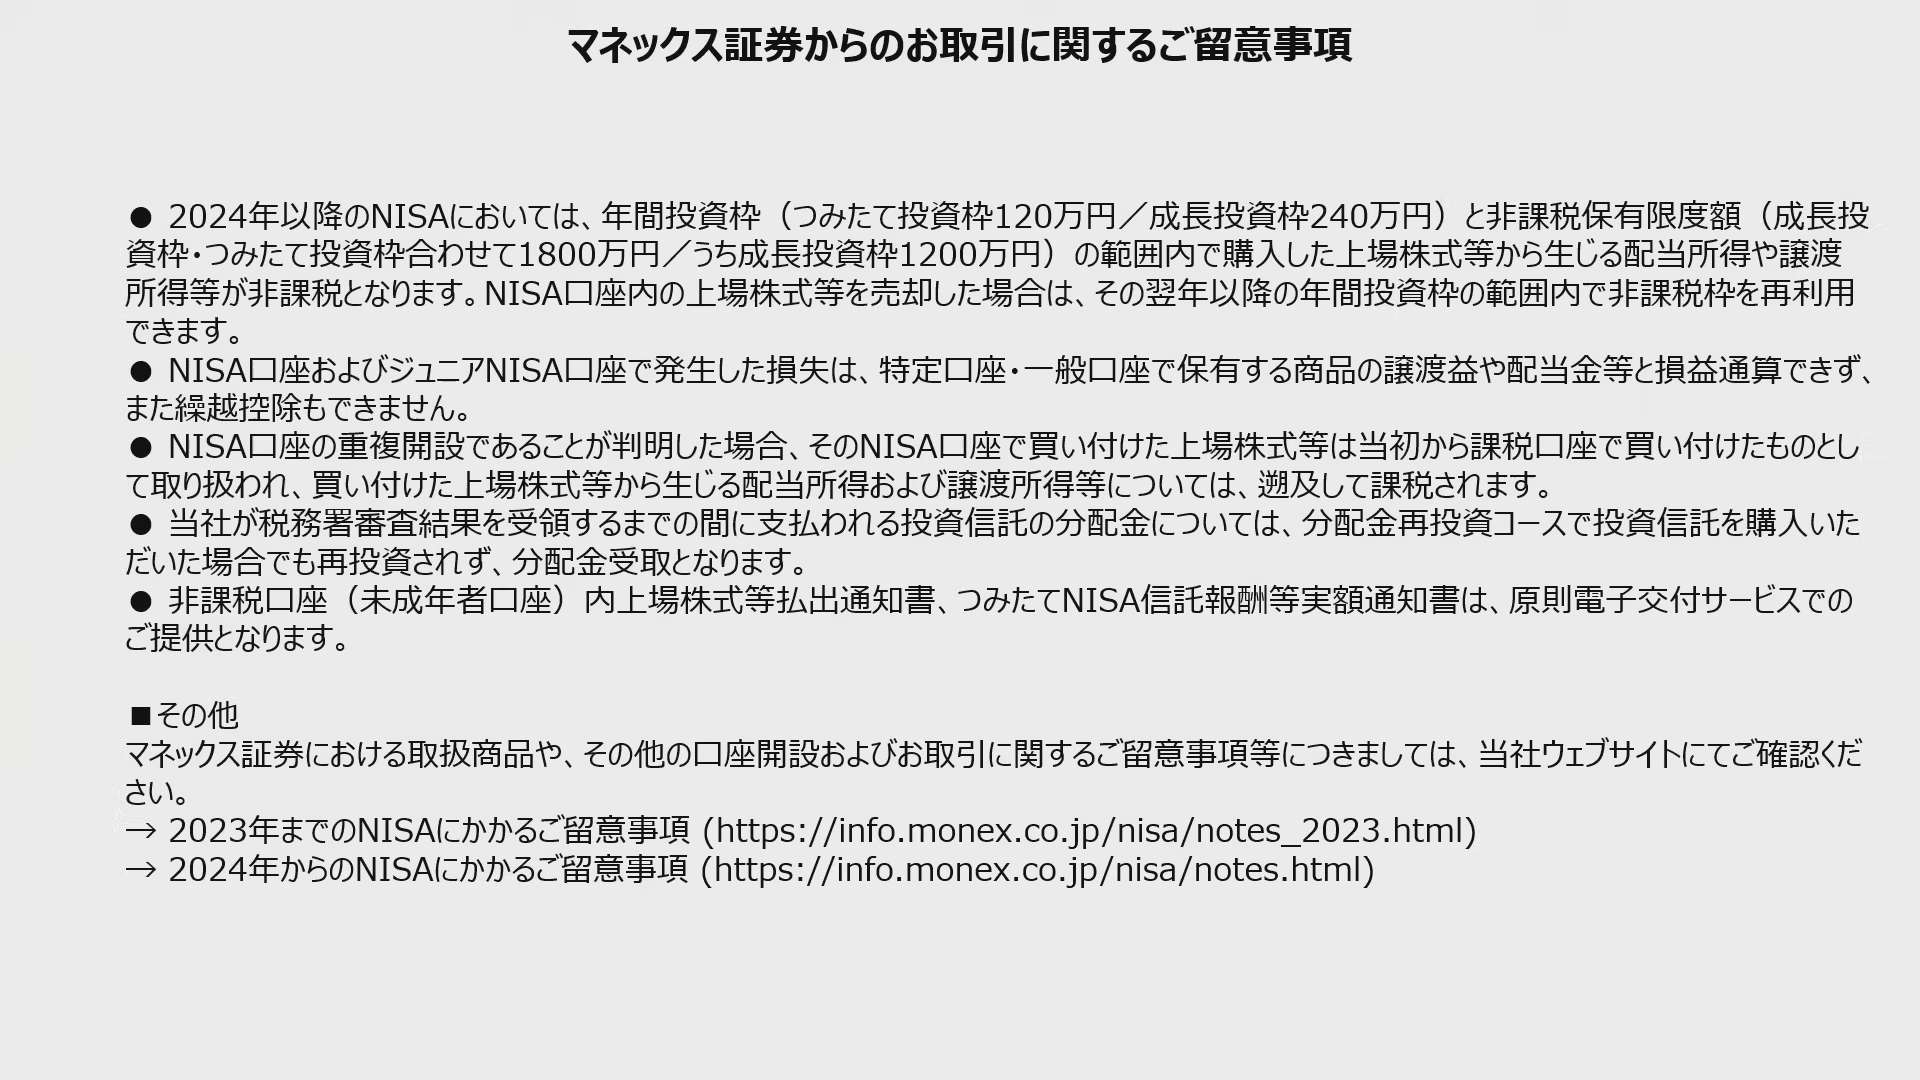 マネックス証券からのお取引に関するご留意事項
● 2024年以降のNISAにおいては、年間投資枠（つみたて投資枠120万円／成長投資枠240万円）と非課税保有限度額（成長投
資枠・つみたて投資枠合わせて1800万円／うち成長投資枠1200万円）の範囲内で購入した上場株式等から生じる配当所得や譲渡
所得等が非課税となります。NISA口座内の上場株式等を売却した場合は、その翌年以降の年間投資枠の範囲内で非課税枠を再利用
できます。
● NISA口座およびジュニアNISA口座で発生した損失は、特定口座・一般口座で保有する商品の譲渡益や配当金等と損益通算できず、
また繰越控除もできません。
● NISA口座の重複開設であることが判明した場合、そのNISA口座で買い付けた上場株式等は当初から課税口座で買い付けたものとし
て取り扱われ、買い付けた上場株式等から生じる配当所得および譲渡所得等については、遡及して課税されます。
● 当社が税務署審査結果を受領するまでの間に支払われる投資信託の分配金については、分配金再投資コースで投資信託を購入いた
だいた場合でも再投資されず、分配金受取となります。
● 非課税口座（未成年者口座）内上場株式等払出通知書、つみたてNISA信託報酬等実額通知書は、原則電子交付サービスでの
ご提供となります。
■その他
マネックス証券における取扱商品や、その他の口座開設およびお取引に関するご留意事項等につきましては、当社ウェブサイトにてご確認くだ
さい。
→ 2023年までのNISAにかかるご留意事項 (https://info.monex.co.jp/nisa/notes_2023.html)
→ 2024年からのNISAにかかるご留意事項 (https://info.monex.co.jp/nisa/notes.html)